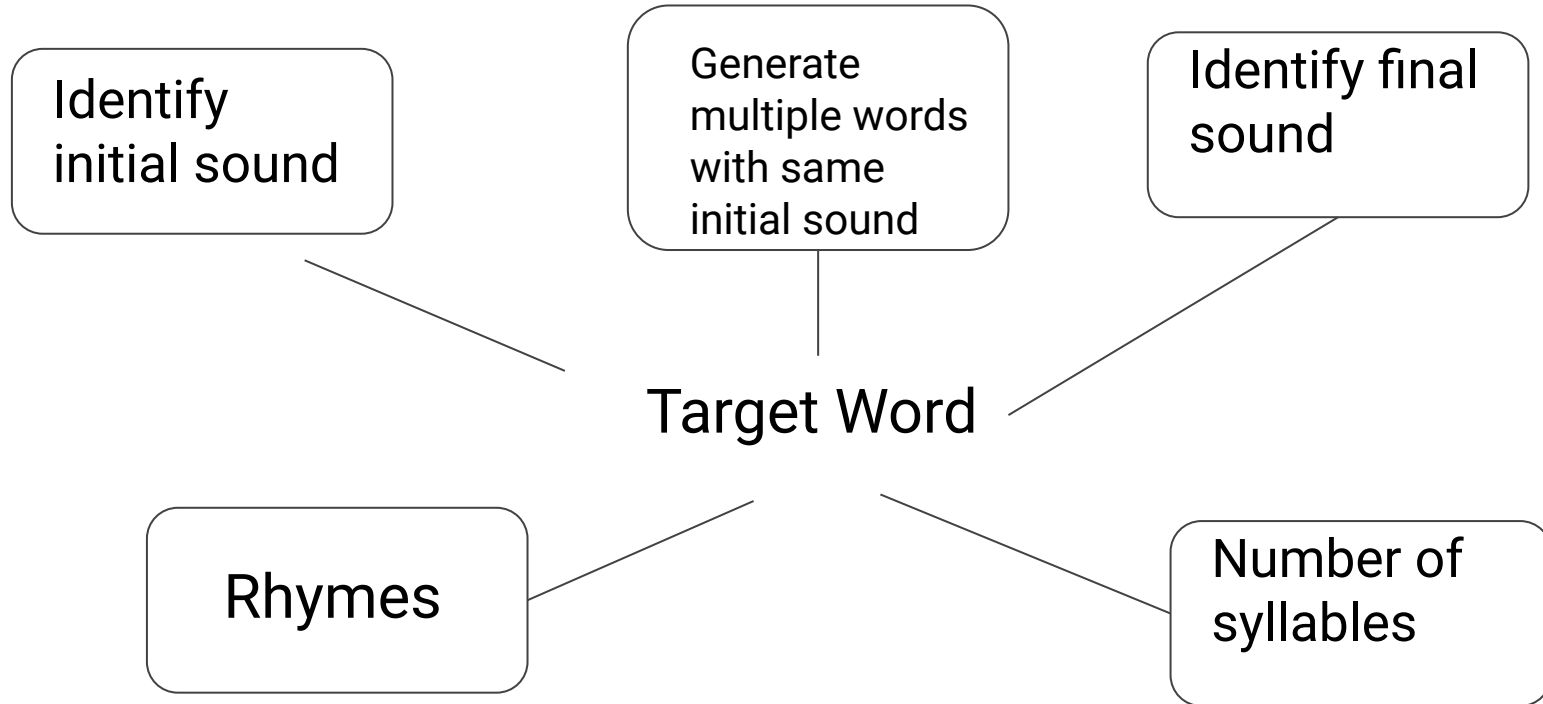 Identify
initial sound
Generate
multiple words
with same
initial sound
Identify final
sound
Target Word
Rhymes
Number of
syllables